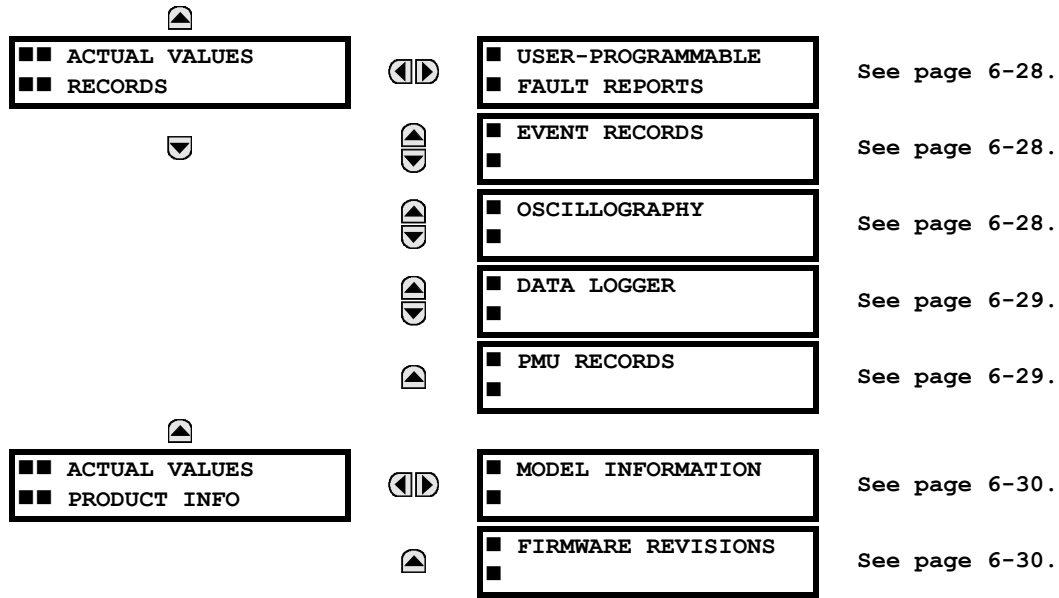 ■■ ACTUAL VALUES
■■ RECORDS
■ USER-PROGRAMMABLE
■ FAULT REPORTS
See page 6-28.
■ EVENT RECORDS
■
See page 6-28.
■ OSCILLOGRAPHY
■
See page 6-28.
■ DATA LOGGER
■
See page 6-29.
■ PMU RECORDS
■
See page 6-29.
■■ ACTUAL VALUES
■■ PRODUCT INFO
■ MODEL INFORMATION
■
See page 6-30.
■ FIRMWARE REVISIONS
■
See page 6-30.